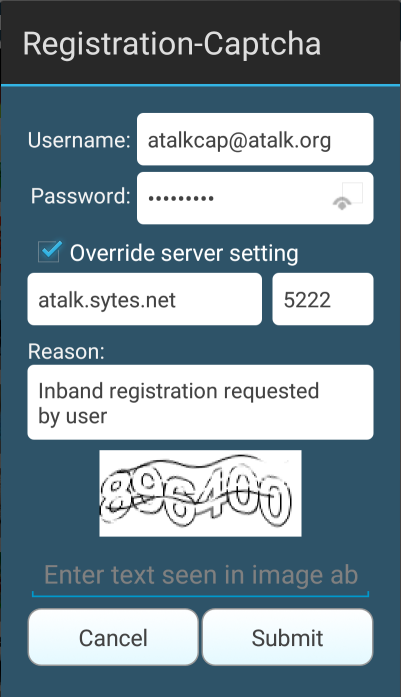 Registration-Captcha
Username: atalkcap@atalk.org
Password: •••••••••
Override server setting
atalk.sytes.net 5222
Reason:
Inband registration requested
by user
896400
Enter text seen in image ab
Cancel Submit